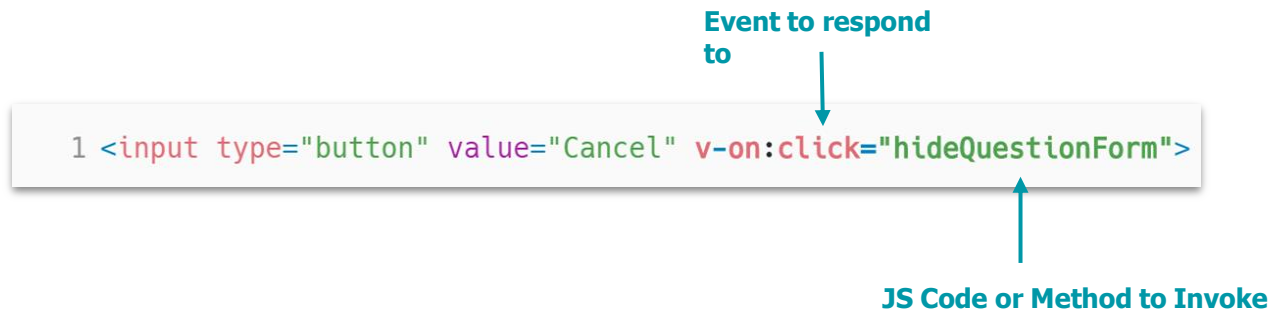 Event to respond
to
1 <input type="button" value="Cancel" v-on:click="hideQuestionForm">
JS Code or Method to Invoke